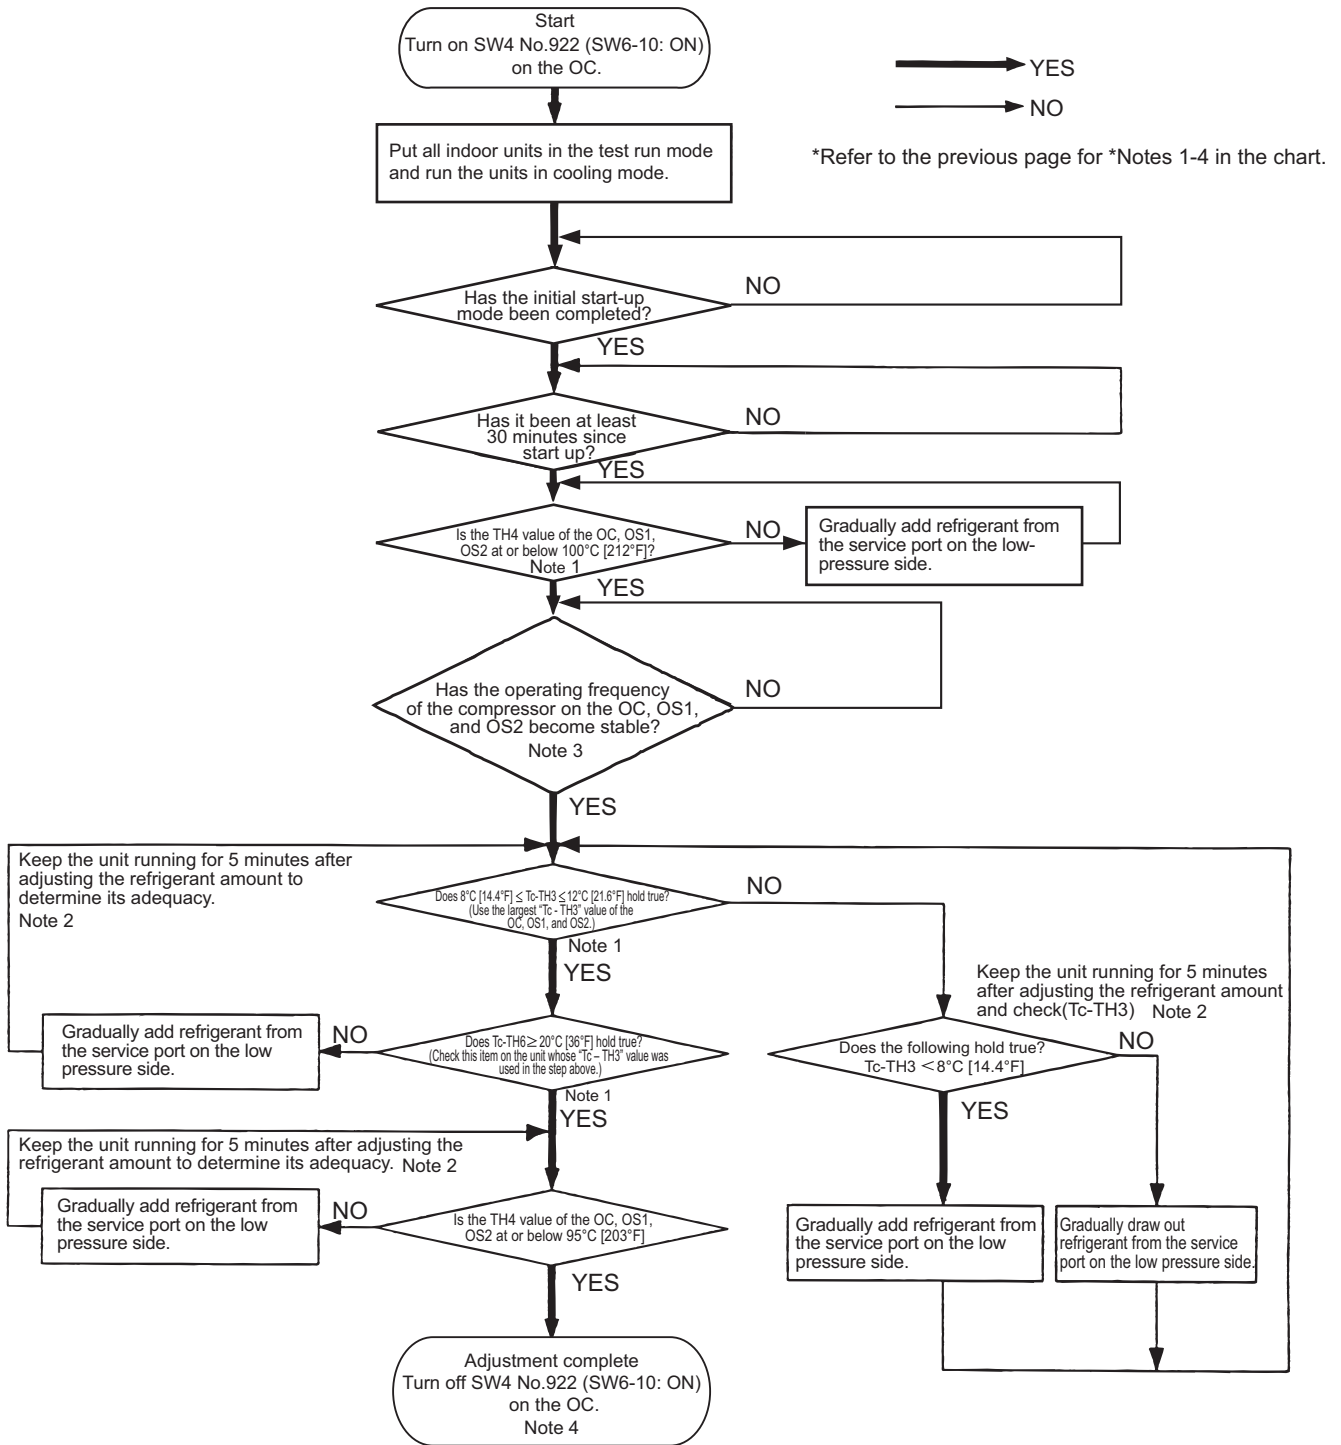 Start
Turn on SW4 No.922 (SW6-10: ON)
on the OC.
YES
NO
*Refer to the previous page for *Notes 1-4 in the chart.
Put all indoor units in the test run mode
and run the units in cooling mode.
Has the initial start-up
mode been completed?
NO
YES
Has it been at least
30 minutes since
start up?
NO
YES
Is the TH4 value of the OC, OS1,
OS2 at or below 100°C [212°F]?
Note 1
NO
Gradually add refrigerant from
the service port on the low-
pressure side.
YES
Has the operating frequency
of the compressor on the OC, OS1,
and OS2 become stable?
Note 3
NO
YES
Keep the unit running for 5 minutes after
adjusting the refrigerant amount to
determine its adequacy.
Note 2
Does 8°C [14.4°F] ≤ Tc-TH3 ≤ 12°C [21.6°F] hold true?
(Use the largest “Tc - TH3” value of the
OC, OS1, and OS2.)
Note 1
NO
YES
Keep the unit running for 5 minutes
after adjusting the refrigerant amount
and check(Tc-TH3) Note 2
Gradually add refrigerant from
the service port on the low
pressure side.
NO
Does Tc-TH6 ≥ 20°C [36°F] hold true?
(Check this item on the unit whose “Tc – TH3” value was
used in the step above.)
Note 1
YES
Does the following hold true?
Tc-TH3 <8°C [14.4°F]
NO
YES
Keep the unit running for 5 minutes after adjusting the
refrigerant amount to determine its adequacy. Note 2
Gradually add refrigerant from
the service port on the low
pressure side.
NO
Is the TH4 value of the OC, OS1,
OS2 at or below 95°C [203°F]
YES
Gradually add refrigerant from
the service port on the low
pressure side.
Gradually draw out
refrigerant from the service
port on the low pressure side.
Adjustment complete
Turn off SW4 No.922 (SW6-10: ON)
on the OC.
Note 4